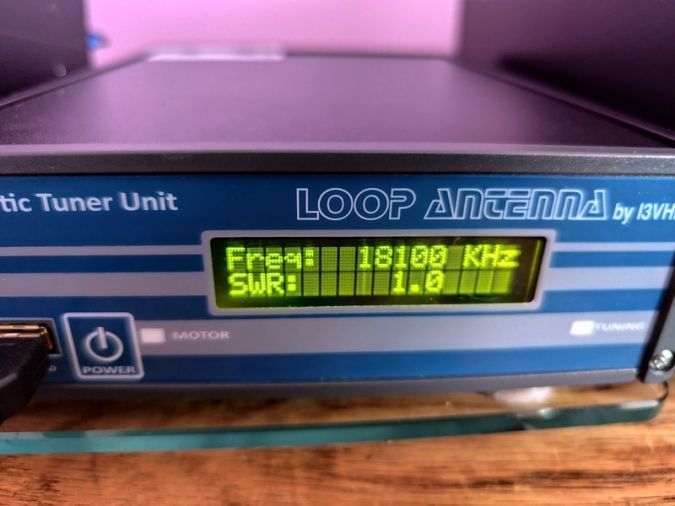 tic Tuner Unit
LOOP ANTENNA by I3VH
Freq: 18100 KHz
SWR: 1.0
MOTOR
TUNING
POWER